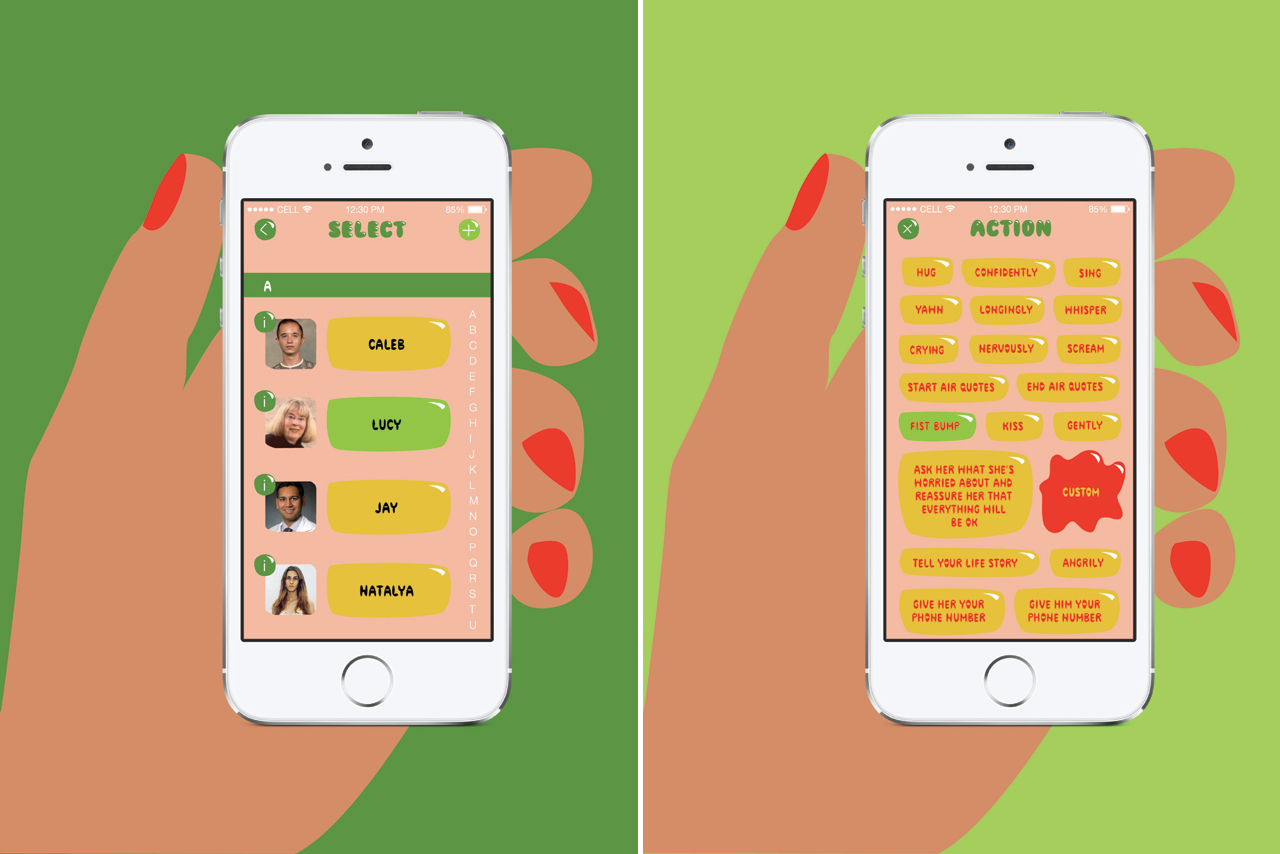 CELL 12:30 PM 85%
SELECT
A
CALEB
LUCY
JAY
NATALYA
A
B
C
D
E
F
G
H
I
J
K
L
M
N
O
P
Q
R
S
T
U
CELL 12:30 PM 85%
ACTION
HUG CONFIDENTLY SING
YAWN LONGINGLY WHISPER
CRYING NERVOUSLY SCREAM
START AIR QUOTES END AIR QUOTES
FIST BUMP KISS GENTLY
ASK HER WHAT SHE'S
WORRIED ABOUT AND
REASSURE HER THAT
EVERYTHING WILL
BE OK
CUSTOM
TELL YOUR LIFE STORY ANGRILY
GIVE HER YOUR
PHONE NUMBER
GIVE HIM YOUR
PHONE NUMBER